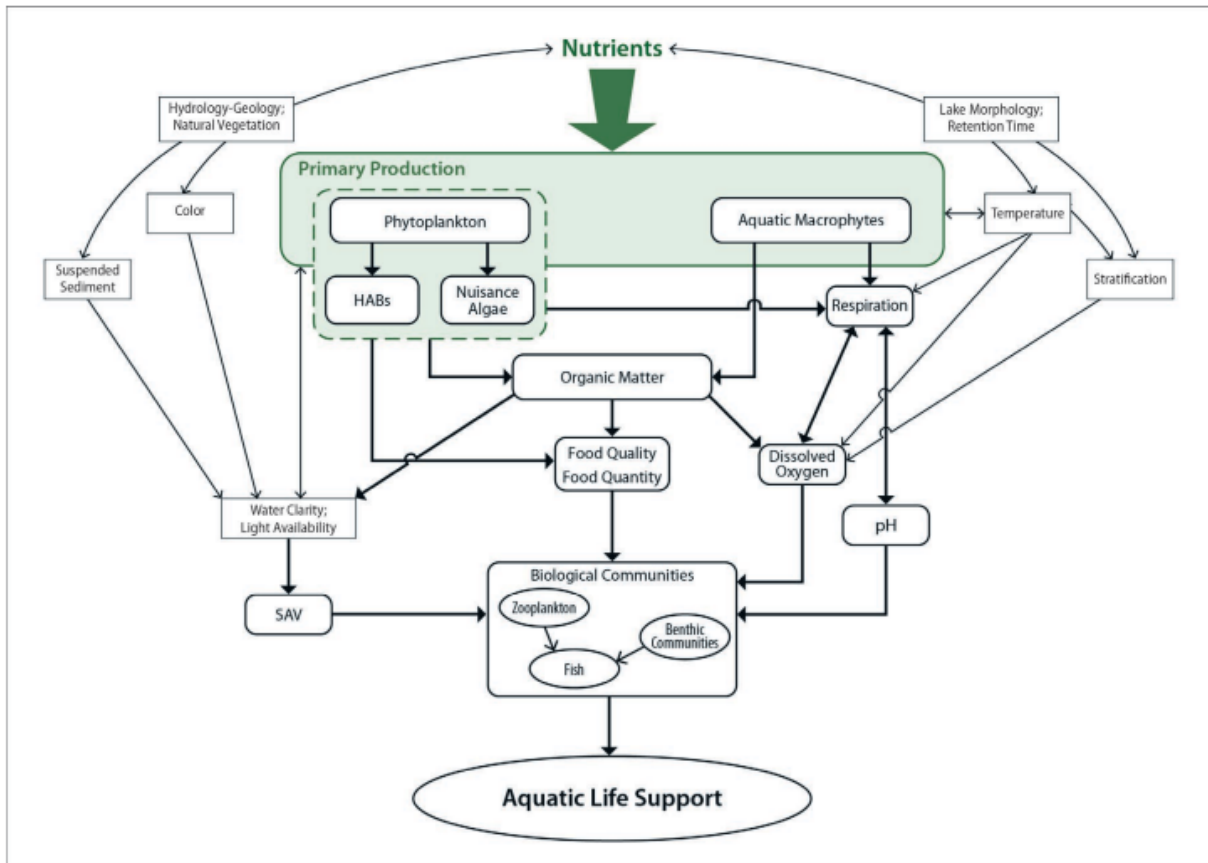 Nutrients
Hydrology-Geology;
Natural Vegetation
Lake Morphology;
Retention Time
Primary Production
Color
Phytoplankton
Aquatic Macrophytes
Temperature
Suspended
Sediment
HABs
Nuisance
Algae
Respiration
Stratification
Organic Matter
Food Quality
Food Quantity
Dissolved
Oxygen
Water Clarity;
Light Availability
pH
Biological Communities
Zooplankton
SAV
Benthic
Communities
Fish
Aquatic Life Support